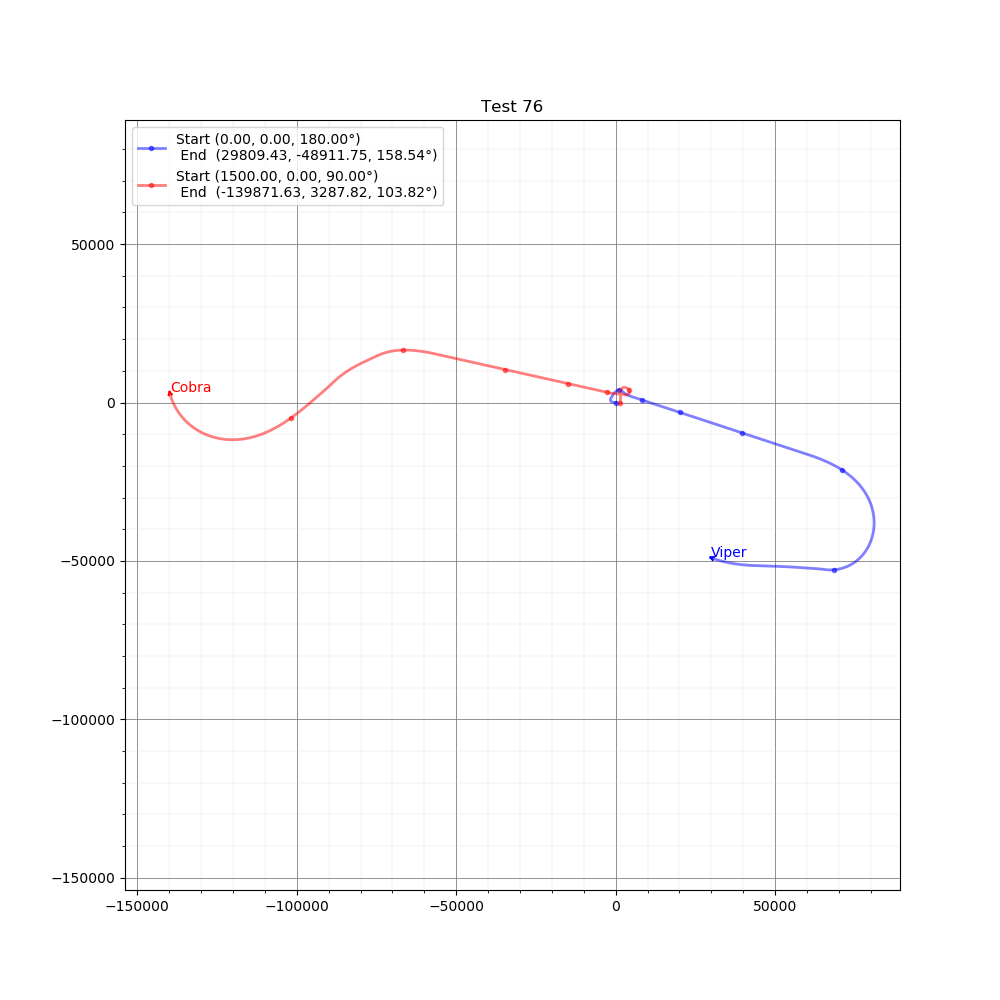 Test 76
Start (0.00, 0.00, 180.00°)
End  (29809.43, -48911.75, 158.54°)
Start (1500.00, 0.00, 90.00°)
End  (-139871.63, 3287.82, 103.82°)
50000
0
−50000
−100000
−150000
Cobra
Viper
−150000
−100000
−50000
0
50000